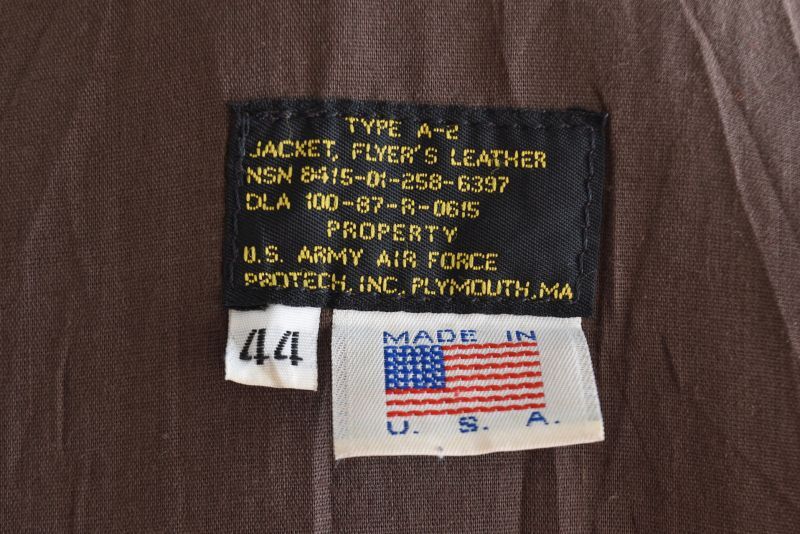 TYPE A-2
JACKET, FLYER'S LEATHER
NSN 8415-01-258-6397
DLA 100-87-R-0615
PROPERTY
U.S. ARMY AIR FORCE
PROTECH, INC. PLYMOUTH, MA
44
MADE IN
U. S. A.